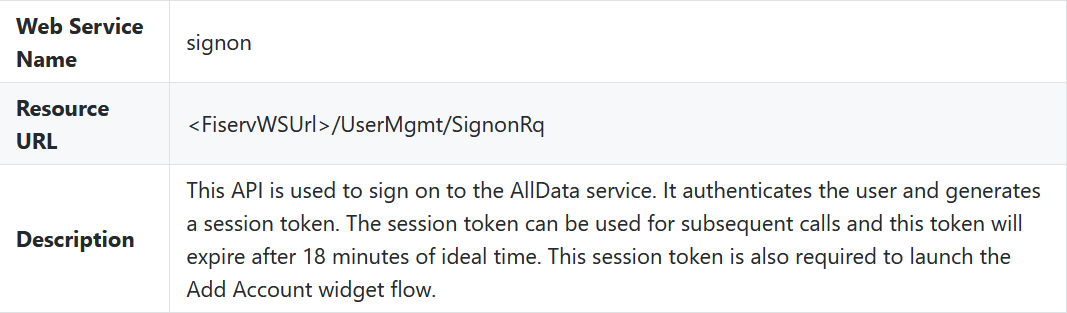 Web Service
Name
signon
Resource
URL
<FiservWSUrl>/UserMgmt/SignonRq
Description
This API is used to sign on to the AllData service. It authenticates the user and generates
a session token. The session token can be used for subsequent calls and this token will
expire after 18 minutes of ideal time. This session token is also required to launch the
Add Account widget flow.